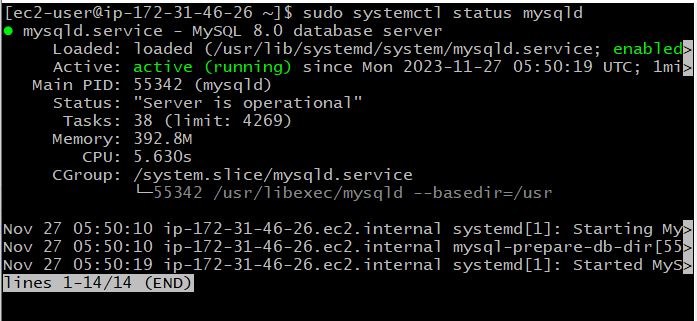 [ec2-user@ip-172-31-46-26 ~]$ sudo systemctl status mysqld
● mysqld.service - MySQL 8.0 database server
     Loaded: loaded (/usr/lib/systemd/system/mysqld.service; enabled>
     Active: active (running) since Mon 2023-11-27 05:50:19 UTC; 1mi>
   Main PID: 55342 (mysqld)
     Status: "Server is operational"
      Tasks: 38 (limit: 4269)
     Memory: 392.8M
        CPU: 5.630s
     CGroup: /system.slice/mysqld.service
             └─55342 /usr/libexec/mysqld --basedir=/usr

Nov 27 05:50:10 ip-172-31-46-26.ec2.internal systemd[1]: Starting My>
Nov 27 05:50:10 ip-172-31-46-26.ec2.internal mysql-prepare-db-dir[55>
Nov 27 05:50:19 ip-172-31-46-26.ec2.internal systemd[1]: Started MyS>
lines 1-14/14 (END)